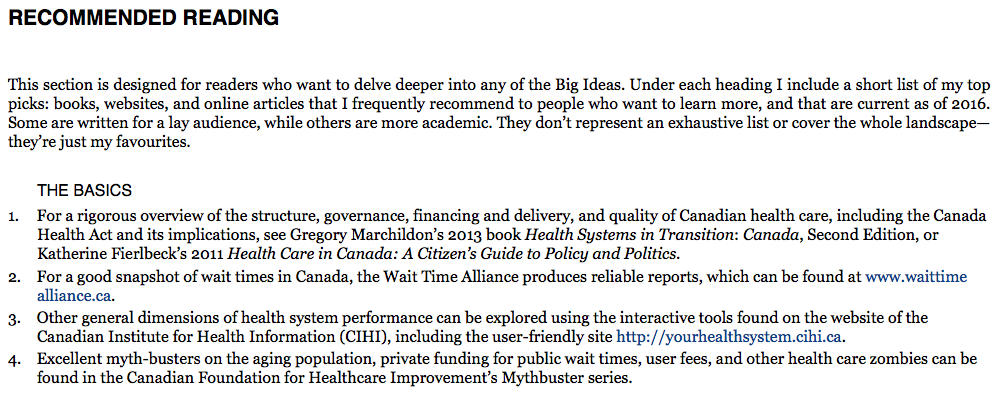 RECOMMENDED READING
This section is designed for readers who want to delve deeper into any of the Big Ideas. Under each heading I include a short list of my top
picks: books, websites, and online articles that I frequently recommend to people who want to learn more, and that are current as of 2016.
Some are written for a lay audience, while others are more academic. They don’t represent an exhaustive list or cover the whole landscape—
they’re just my favourites.
THE BASICS
1. For a rigorous overview of the structure, governance, financing and delivery, and quality of Canadian health care, including the Canada
Health Act and its implications, see Gregory Marchildon’s 2013 book Health Systems in Transition: Canada, Second Edition, or
Katherine Fierlbeck’s 2011 Health Care in Canada: A Citizen’s Guide to Policy and Politics.
2. For a good snapshot of wait times in Canada, the Wait Time Alliance produces reliable reports, which can be found at www.waittime
alliance.ca.
3. Other general dimensions of health system performance can be explored using the interactive tools found on the website of the
Canadian Institute for Health Information (CIHI), including the user-friendly site http://yourhealthsystem.cihi.ca.
4. Excellent myth-busters on the aging population, private funding for public wait times, user fees, and other health care zombies can be
found in the Canadian Foundation for Healthcare Improvement’s Mythbuster series.